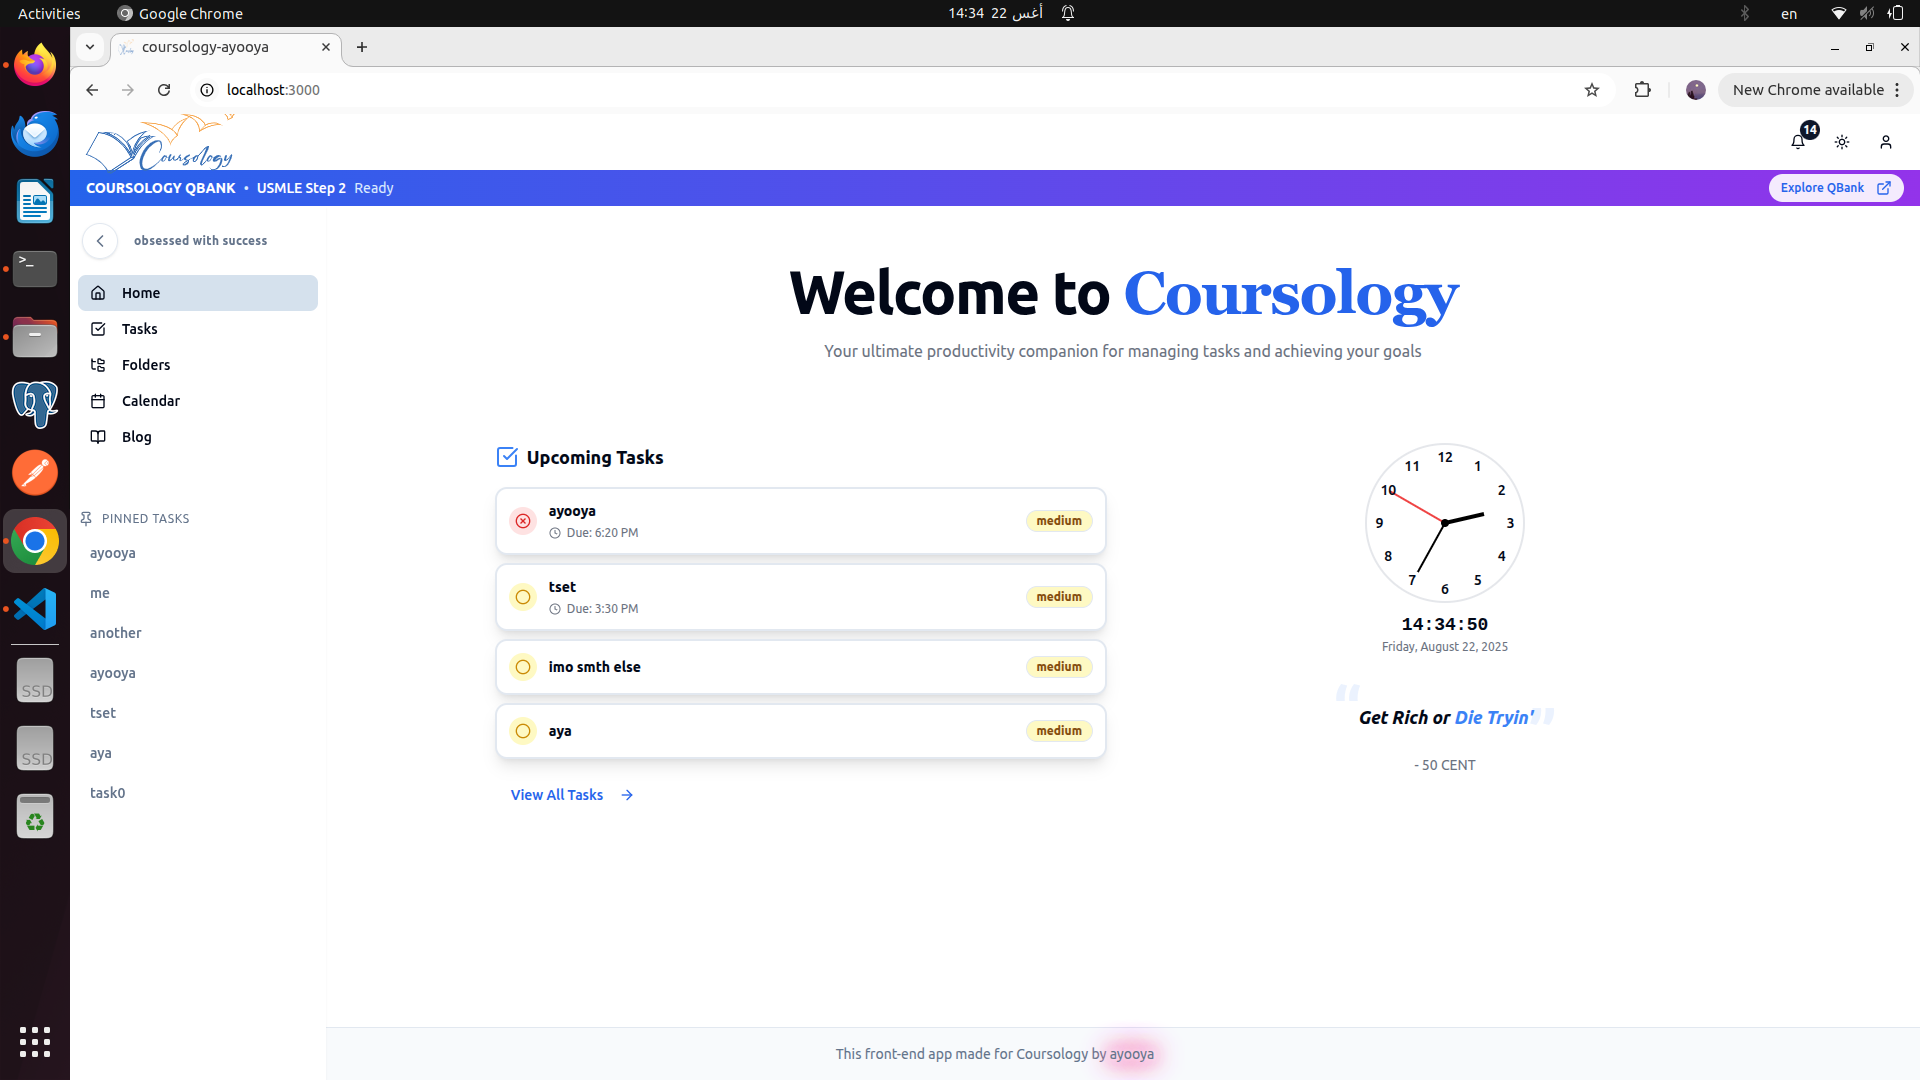 Activities
Google Chrome
14:34 22 أغس
en
coursology-ayooya
localhost:3000
New Chrome available
Coursology
14
COURSOLOGY QBANK • USMLE Step 2 Ready
Explore QBank
obsessed with success
Home
Tasks
Folders
Calendar
Blog
PINNED TASKS
ayooya
me
another
ayooya
tset
aya
task0
Welcome to Coursology
Your ultimate productivity companion for managing tasks and achieving your goals
Upcoming Tasks
ayooya
Due: 6:20 PM
medium
tset
Due: 3:30 PM
medium
imo smth else
medium
aya
medium
View All Tasks
12
1
2
3
4
5
6
7
8
9
10
11
14:34:50
Friday, August 22, 2025
“
Get Rich or Die Tryin'
”
- 50 CENT
This front-end app made for Coursology by ayooya
>_
SSD
SSD